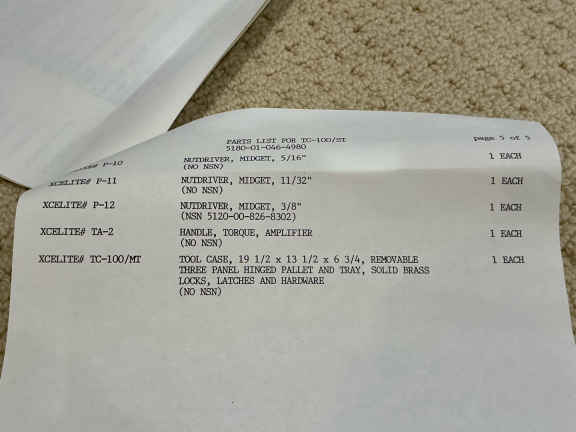 PARTS LIST FOR TC-100/ST page 5 of 5
5180-01-046-4980
XCELITE# P-10 NUTDRIVER, MIDGET, 5/16" 1 EACH
(NO NSN)
XCELITE# P-11 NUTDRIVER, MIDGET, 11/32" 1 EACH
(NO NSN)
XCELITE# P-12 NUTDRIVER, MIDGET, 3/8" 1 EACH
(NSN 5120-00-826-8302)
XCELITE# TA-2 HANDLE, TORQUE, AMPLIFIER 1 EACH
(NO NSN)
XCELITE# TC-100/MT TOOL CASE, 19 1/2 x 13 1/2 x 6 3/4, REMOVABLE 1 EACH
THREE PANEL HINGED PALLET AND TRAY, SOLID BRASS
LOCKS, LATCHES AND HARDWARE
(NO NSN)